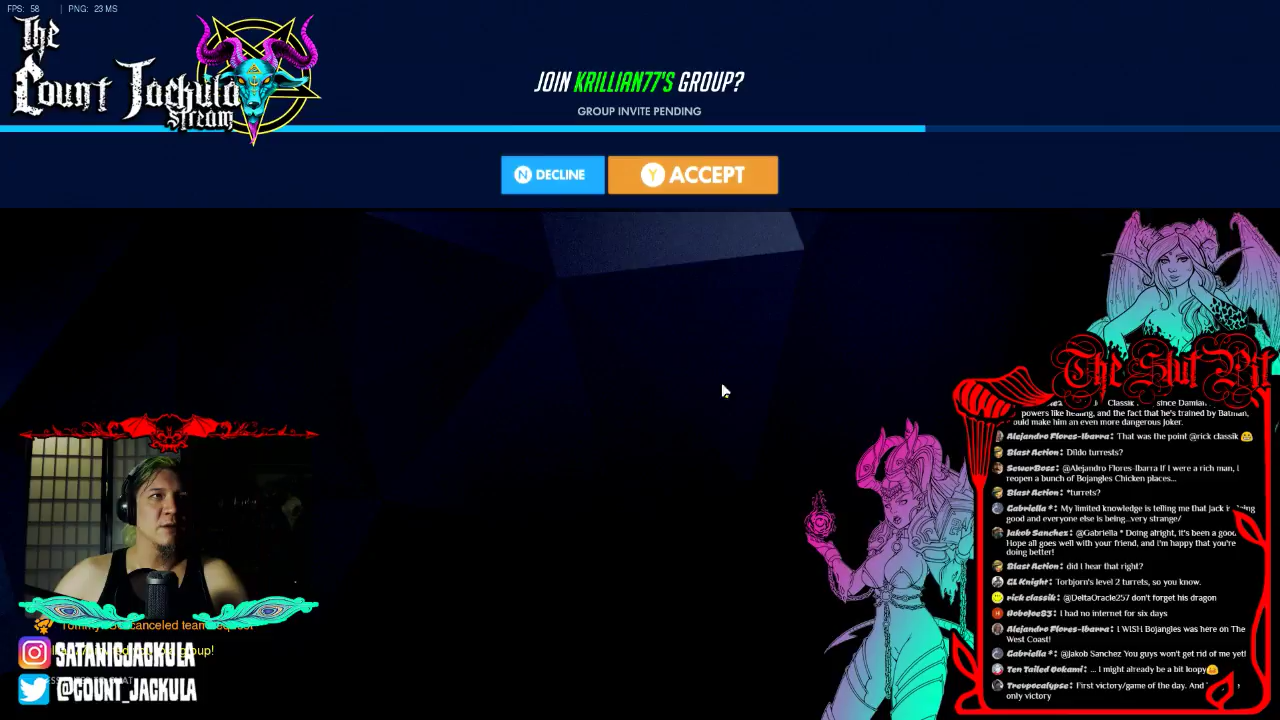 FPS: 58 | PNG: 23 MS
The
Count Jackula
stream
JOIN KRILLIAN77'S GROUP?
GROUP INVITE PENDING
N DECLINE
Y ACCEPT
The Slut Pit
Classik since Damian
powers like healing, and the fact that he's trained by Batman,
make him an even more dangerous Joker.
Alejandro Flores-Ibarra: That was the point @rick classik
Blast Action: Dildo turrests?
SewerBoss: @Alejandro Flores-Ibarra If I were a rich man, I
reopen a bunch of Bojangles Chicken places...
Blast Action: *turrets?
Gabriella *: My limited knowledge is telling me that Jack is being
good and everyone else is being..very strange/
Jakob Sanchez: @Gabriella * Doing alright, it's been a good
Hope all goes well with your friend, and I'm happy that you're
doing better!
Blast Action: did I hear that right?
GL Knight: Torbjorn's level 2 turrets, so you know.
rick classik: @DeltaOracle257 don't forget his dragon
HoboJoe83: I had no internet for six days
Alejandro Flores-Ibarra: I WISH Bojangles was here on The
West Coast!
Gabriella *: @Jakob Sanchez You guys won't get rid of me yet!
Ten Tailed Ookami: ... I might already be a bit loopy
Trevpocalypse: First victory/game of the day. And
only victory
canceled team
group!
SATANICJACKULA
@COUNT_JACKULA